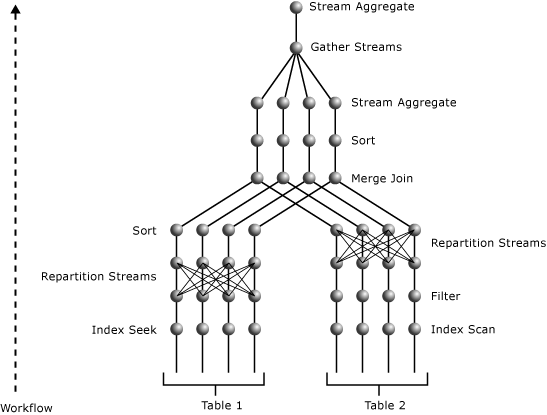 Stream Aggregate
Gather Streams
Stream Aggregate
Sort
Merge Join
Sort
Repartition Streams
Repartition Streams
Filter
Index Seek
Index Scan
Table 1
Table 2
Workflow